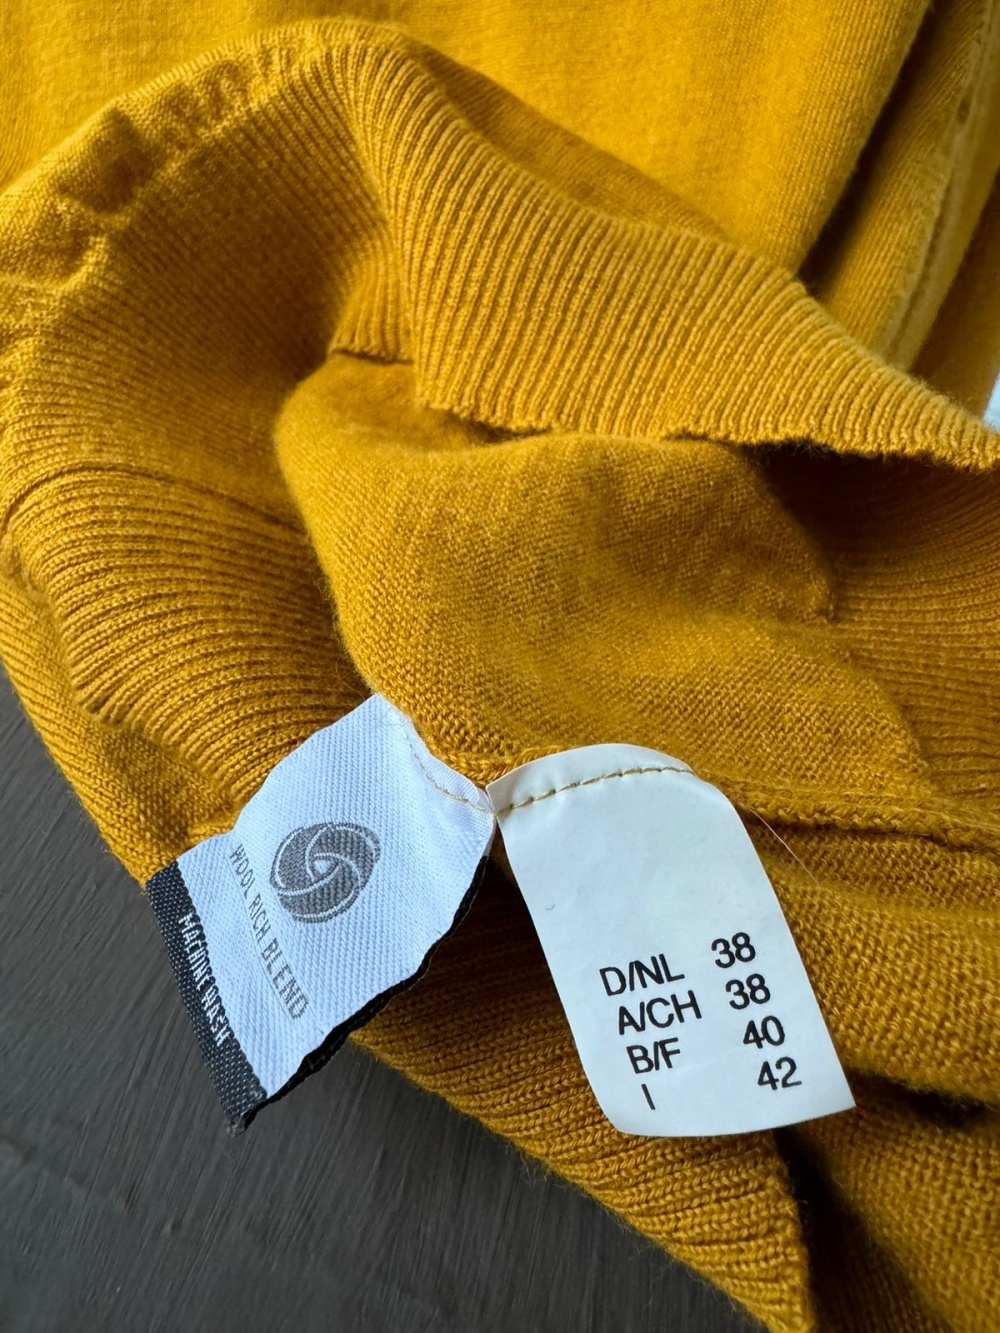 WOOL RICH BLEND
MACHINE WASH
D/NL 38
A/CH 38
B/F 40
I 42